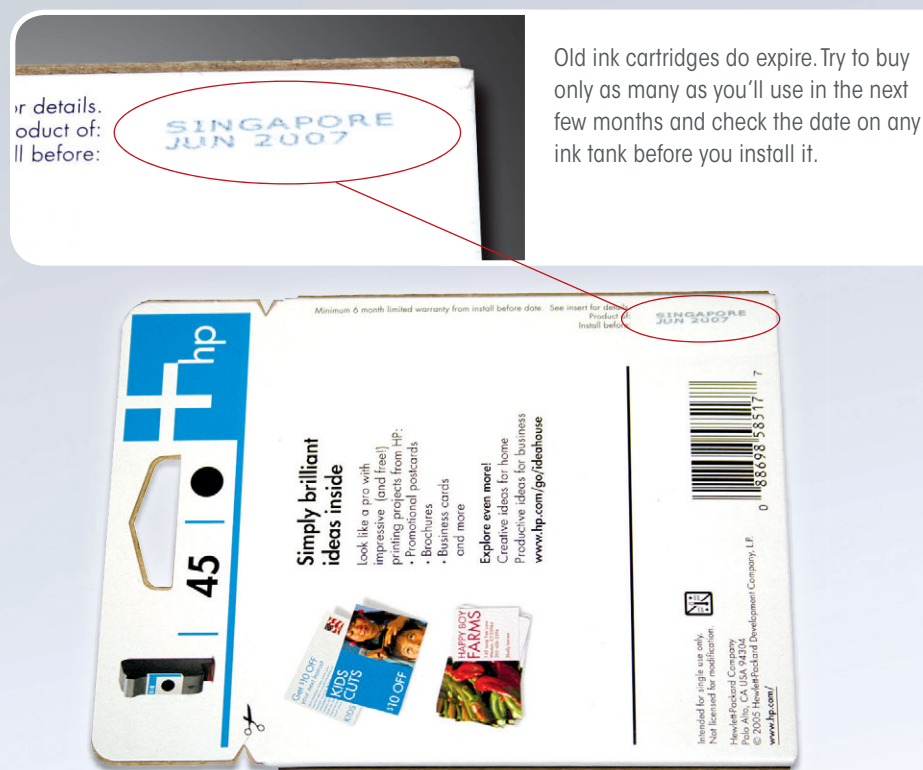 r details.
oduct of:
ll before:
SINGAPORE
JUN 2007
Old ink cartridges do expire. Try to buy
only as many as you'll use in the next
few months and check the date on any
ink tank before you install it.
Minimum 6 month limited warranty from install before date. See insert for details.
Product of:
Install before:
SINGAPORE
JUN 2007
hp
45
Simply brilliant
ideas inside
Look like a pro with
impressive (and free!)
printing projects from HP:
• Promotional postcards
• Brochures
• Business cards
and more
Explore even more!
Creative ideas for home
Productive ideas for business
www.hp.com/go/ideahouse
Get $10 OFF
your next haircut
KIDS
KIDS
CUTS
$10 OFF
HAPPY BOY
FARMS
0 88698 58517 7
Intended for single use only.
Not licensed for modification.
Hewlett-Packard Company
Palo Alto, CA USA 94304
© 2005 Hewlett-Packard Development Company, L.P.
www.hp.com/